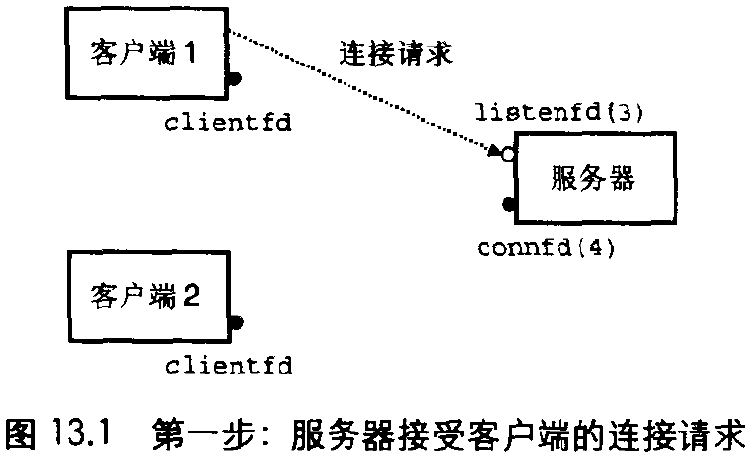 客户端1
连接请求
clientfd
listenfd(3)
服务器
connfd(4)
客户端2
clientfd
图 13.1 第一步：服务器接受客户端的连接请求